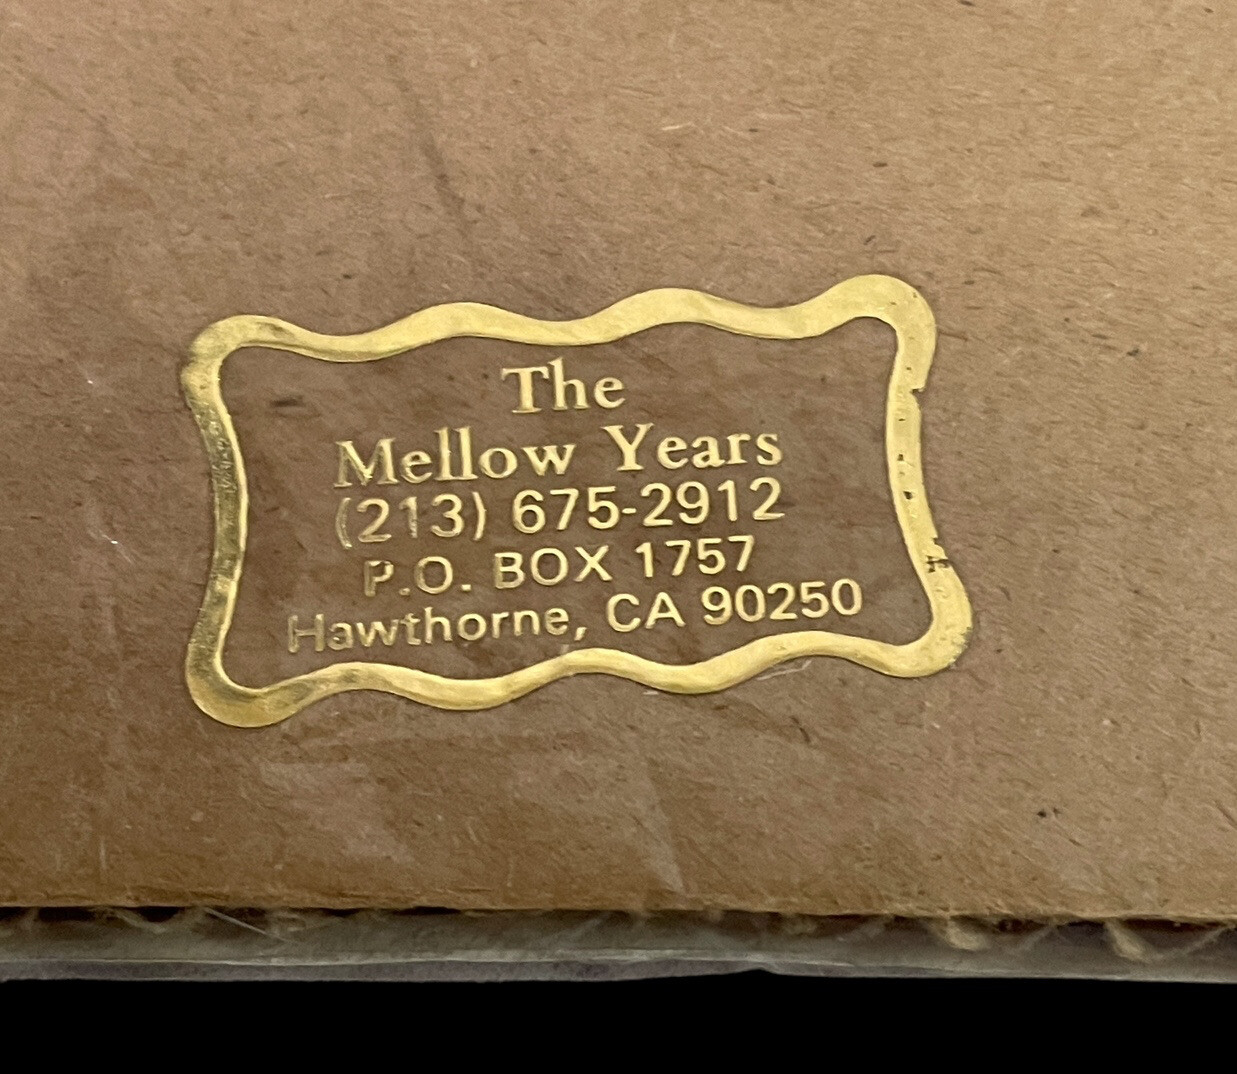 The
Mellow Years
(213) 675-2912
P.O. BOX 1757
Hawthorne, CA 90250